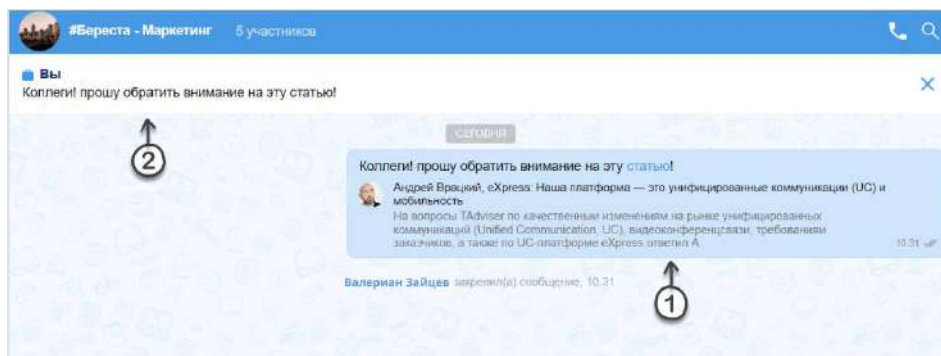 #Береста - Маркетинг 5 участников
Вы
Коллеги! прошу обратить внимание на эту статью!
2
СЕГОДНЯ
Коллеги! прошу обратить внимание на эту статью!
Андрей Врацкий, eXpress: Наша платформа — это унифицированные коммуникации (UC) и
мобильность
На вопросы TAdviser по качественным изменениям на рынке унифицированных
коммуникаций (Unified Communication, UC), видеоконференцсвязи, требованиям
заказчиков, а также по UC-платформе eXpress ответил А
10:31
Валериан Зайцев закрепил(а) сообщение, 10:31
1